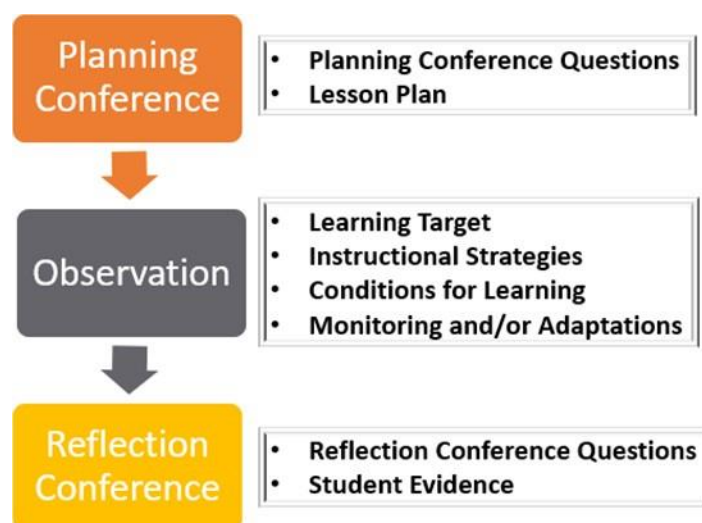 Planning
Conference
• Planning Conference Questions
• Lesson Plan
Observation
• Learning Target
• Instructional Strategies
• Conditions for Learning
• Monitoring and/or Adaptations
Reflection
Conference
• Reflection Conference Questions
• Student Evidence